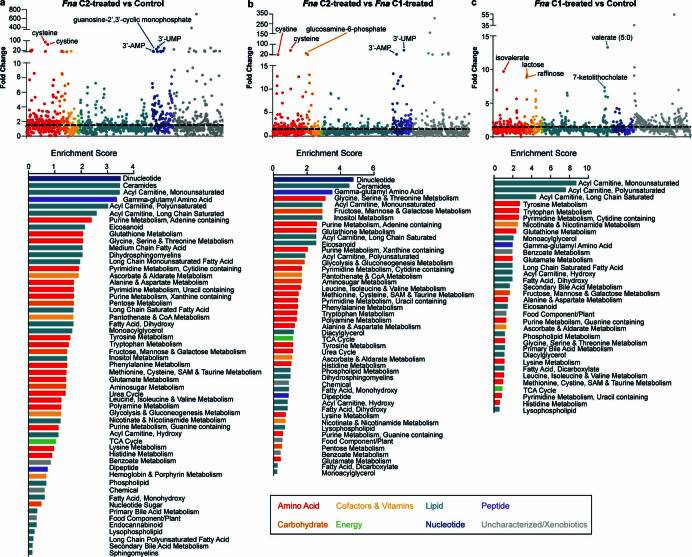 Fna C2-treated vs Control
Fna C2-treated vs Fna C1-treated
Fna C1-treated vs Control
a
b
c
guanosine-2',3'-cyclic monophosphate
cysteine
cystine
3'-UMP
3'-AMP
cystine
glucosamine-6-phosphate
cysteine
3'-UMP
3'-AMP
valerate (5:0)
isovalerate
lactose
raffinose
7-ketolithocholate
Fold Change
Fold Change
Fold Change
Enrichment Score
0 1 2 3 4
Dinucleotide
Ceramides
Acyl Carnitine, Monounsaturated
Gamma-glutamyl Amino Acid
Acyl Carnitine, Polyunsaturated
Acyl Carnitine, Long Chain Saturated
Purine Metabolism, Adenine containing
Eicosanoid
Glutathione Metabolism
Glycine, Serine & Threonine Metabolism
Medium Chain Fatty Acid
Dihydrosphingomyelins
Long Chain Monounsaturated Fatty Acid
Pyrimidine Metabolism, Cytidine containing
Ascorbate & Aldarate Metabolism
Alanine & Aspartate Metabolism
Pyrimidine Metabolism, Uracil containing
Purine Metabolism, Xanthine containing
Pentose Metabolism
Long Chain Saturated Fatty Acid
Pantothenate & CoA Metabolism
Fatty Acid, Dihydroxy
Monoacylglycerol
Tyrosine Metabolism
Tryptophan Metabolism
Fructose, Mannose & Galactose Metabolism
Inositol Metabolism
Phenylalanine Metabolism
Methionine, Cysteine, SAM & Taurine Metabolism
Glutamate Metabolism
Aminosugar Metabolism
Urea Cycle
Leucine, Isoleucine & Valine Metabolism
Polyamine Metabolism
Glycolysis & Gluconeogenesis Metabolism
Nicotinate & Nicotinamide Metabolism
Purine Metabolism, Guanine containing
Acyl Carnitine, Hydroxy
TCA Cycle
Lysine Metabolism
Histidine Metabolism
Benzoate Metabolism
Dipeptide
Hemoglobin & Porphyrin Metabolism
Phospholipid
Chemical
Fatty Acid, Monohydroxy
Nucleotide Sugar
Primary Bile Acid Metabolism
Food Component/Plant
Endocannabinoid
Lysophospholipid
Long Chain Polyunsaturated Fatty Acid
Secondary Bile Acid Metabolism
Sphingomyelins
Enrichment Score
0 2 4 6
Dinucleotide
Ceramides
Gamma-glutamyl Amino Acid
Glycine, Serine & Threonine Metabolism
Acyl Carnitine, Monounsaturated
Fructose, Mannose & Galactose Metabolism
Inositol Metabolism
Purine Metabolism, Adenine containing
Glutathione Metabolism
Acyl Carnitine, Long Chain Saturated
Eicosanoid
Purine Metabolism, Xanthine containing
Acyl Carnitine, Polyunsaturated
Glycolysis & Gluconeogenesis Metabolism
Pyrimidine Metabolism, Cytidine containing
Pantothenate & CoA Metabolism
Aminosugar Metabolism
Leucine, Isoleucine & Valine Metabolism
Methionine, Cysteine, SAM & Taurine Metabolism
Pyrimidine Metabolism, Uracil containing
Phenylalanine Metabolism
Tryptophan Metabolism
Polyamine Metabolism
Alanine & Aspartate Metabolism
Diacylglycerol
TCA Cycle
Tyrosine Metabolism
Urea Cycle
Ascorbate & Aldarate Metabolism
Histidine Metabolism
Phospholipid Metabolism
Dihydrosphingomyelins
Chemical
Fatty Acid, Monohydroxy
Dipeptide
Acyl Carnitine, Hydroxy
Fatty Acid, Dihydroxy
Lysine Metabolism
Nicotinate & Nicotinamide Metabolism
Lysophospholipid
Purine Metabolism, Guanine containing
Food Component/Plant
Pentose Metabolism
Benzoate Metabolism
Glutamate Metabolism
Fatty Acid, Dicarboxylate
Monoacylglycerol
Enrichment Score
0 2 4 6 8 10
Acyl Carnitine, Monounsaturated
Acyl Carnitine, Polyunsaturated
Acyl Carnitine, Long Chain Saturated
Tyrosine Metabolism
Tryptophan Metabolism
Pyrimidine Metabolism, Cytidine containing
Nicotinate & Nicotinamide Metabolism
Glutathione Metabolism
Monoacylglycerol
Gamma-glutamyl Amino Acid
Benzoate Metabolism
Glutamate Metabolism
Long Chain Saturated Fatty Acid
Acyl Carnitine, Hydroxy
Fatty Acid, Dihydroxy
Secondary Bile Acid Metabolism
Fructose, Mannose & Galactose Metabolism
Alanine & Aspartate Metabolism
Eicosanoid
Food Component/Plant
Purine Metabolism, Guanine containing
Ascorbate & Aldarate Metabolism
Phospholipid Metabolism
Glycine, Serine & Threonine Metabolism
Primary Bile Acid Metabolism
Diacylglycerol
Lysine Metabolism
Fatty Acid, Dicarboxylate
Leucine, Isoleucine & Valine Metabolism
Methionine, Cystine, SAM & Taurine Metabolism
TCA Cycle
Pyrimidine Metabolism, Uracil containing
Histidine Metabolism
Lysophospholipid
Amino Acid
Cofactors & Vitamins
Lipid
Peptide
Carbohydrate
Energy
Nucleotide
Uncharacterized/Xenobiotics